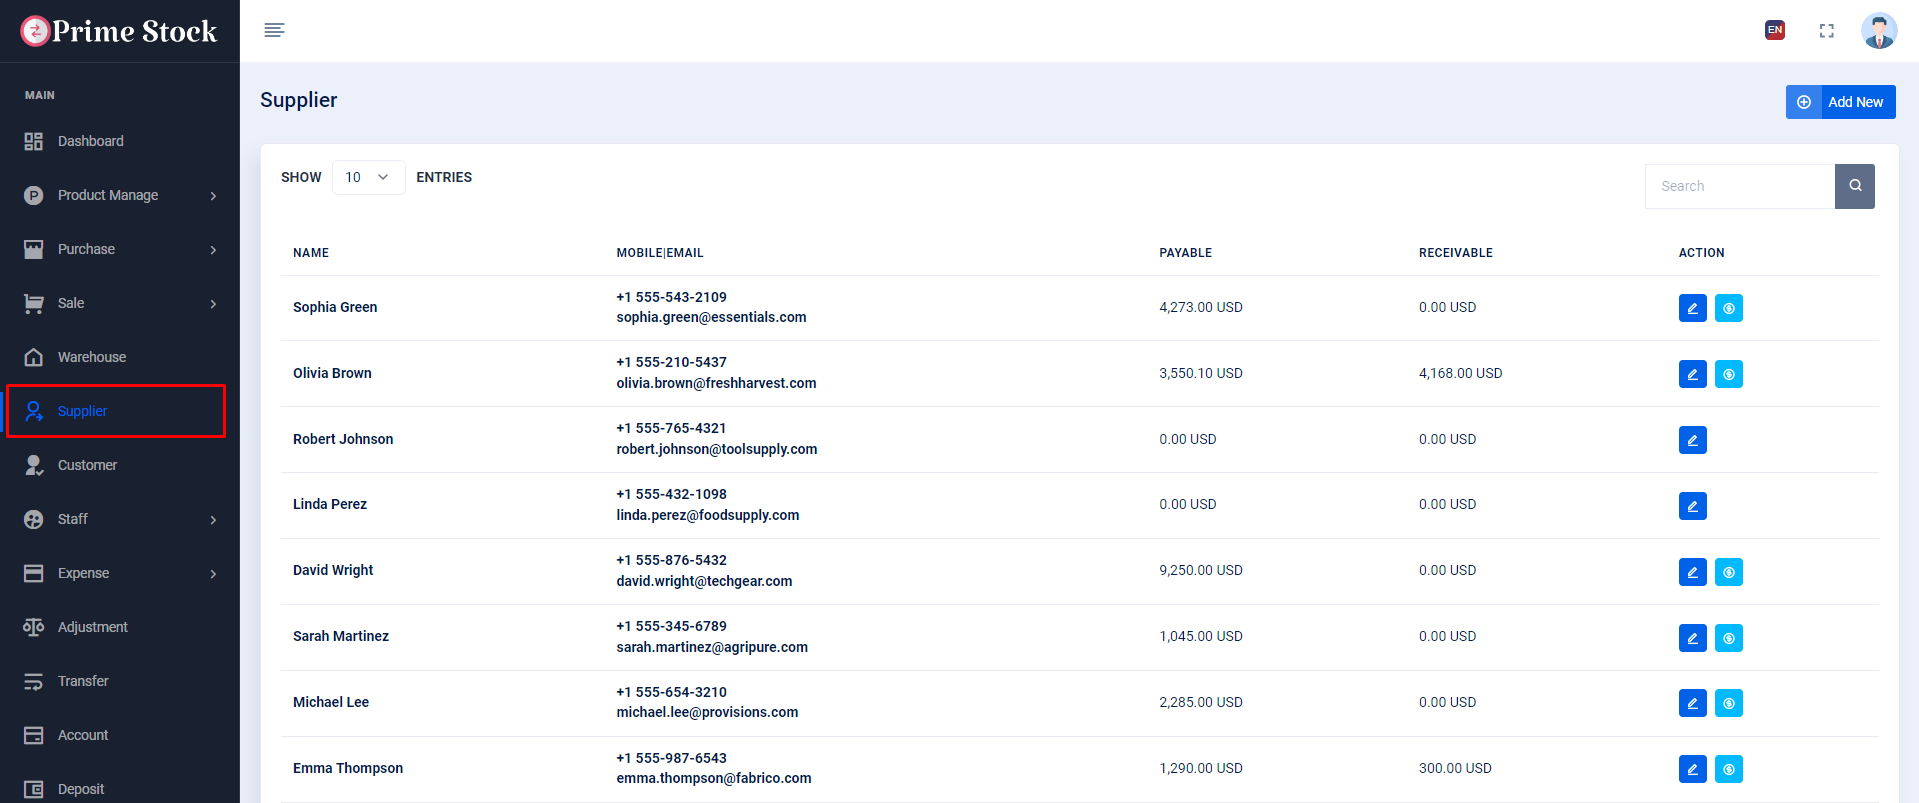 Prime Stock
EN
MAIN
Dashboard
Product Manage
Purchase
Sale
Warehouse
Supplier
Customer
Staff
Expense
Adjustment
Transfer
Account
Deposit
Supplier
Add New
SHOW 10 ENTRIES
Search
NAME MOBILE|EMAIL PAYABLE RECEIVABLE ACTION
Sophia Green +1 555-543-2109 4,273.00 USD 0.00 USD
sophia.green@essentials.com
Olivia Brown +1 555-210-5437 3,550.10 USD 4,168.00 USD
olivia.brown@freshharvest.com
Robert Johnson +1 555-765-4321 0.00 USD 0.00 USD
robert.johnson@toolsupply.com
Linda Perez +1 555-432-1098 0.00 USD 0.00 USD
linda.perez@foodsupply.com
David Wright +1 555-876-5432 9,250.00 USD 0.00 USD
david.wright@techgear.com
Sarah Martinez +1 555-345-6789 1,045.00 USD 0.00 USD
sarah.martinez@agripure.com
Michael Lee +1 555-654-3210 2,285.00 USD 0.00 USD
michael.lee@provisions.com
Emma Thompson +1 555-987-6543 1,290.00 USD 300.00 USD
emma.thompson@fabrico.com